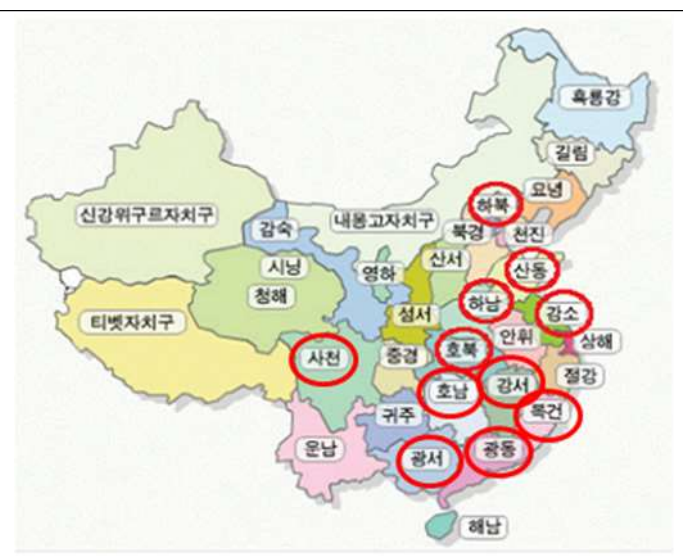 흑룡강
길림
요녕
하북
신강위구르자치구
내몽고자치구
감숙
북경
천진
시닝
영하
산서
산동
청해
하남
티벳자치구
섬서
강소
안휘
상해
사천
중경
호북
절강
호남
강서
귀주
복건
운남
광서
광동
해남